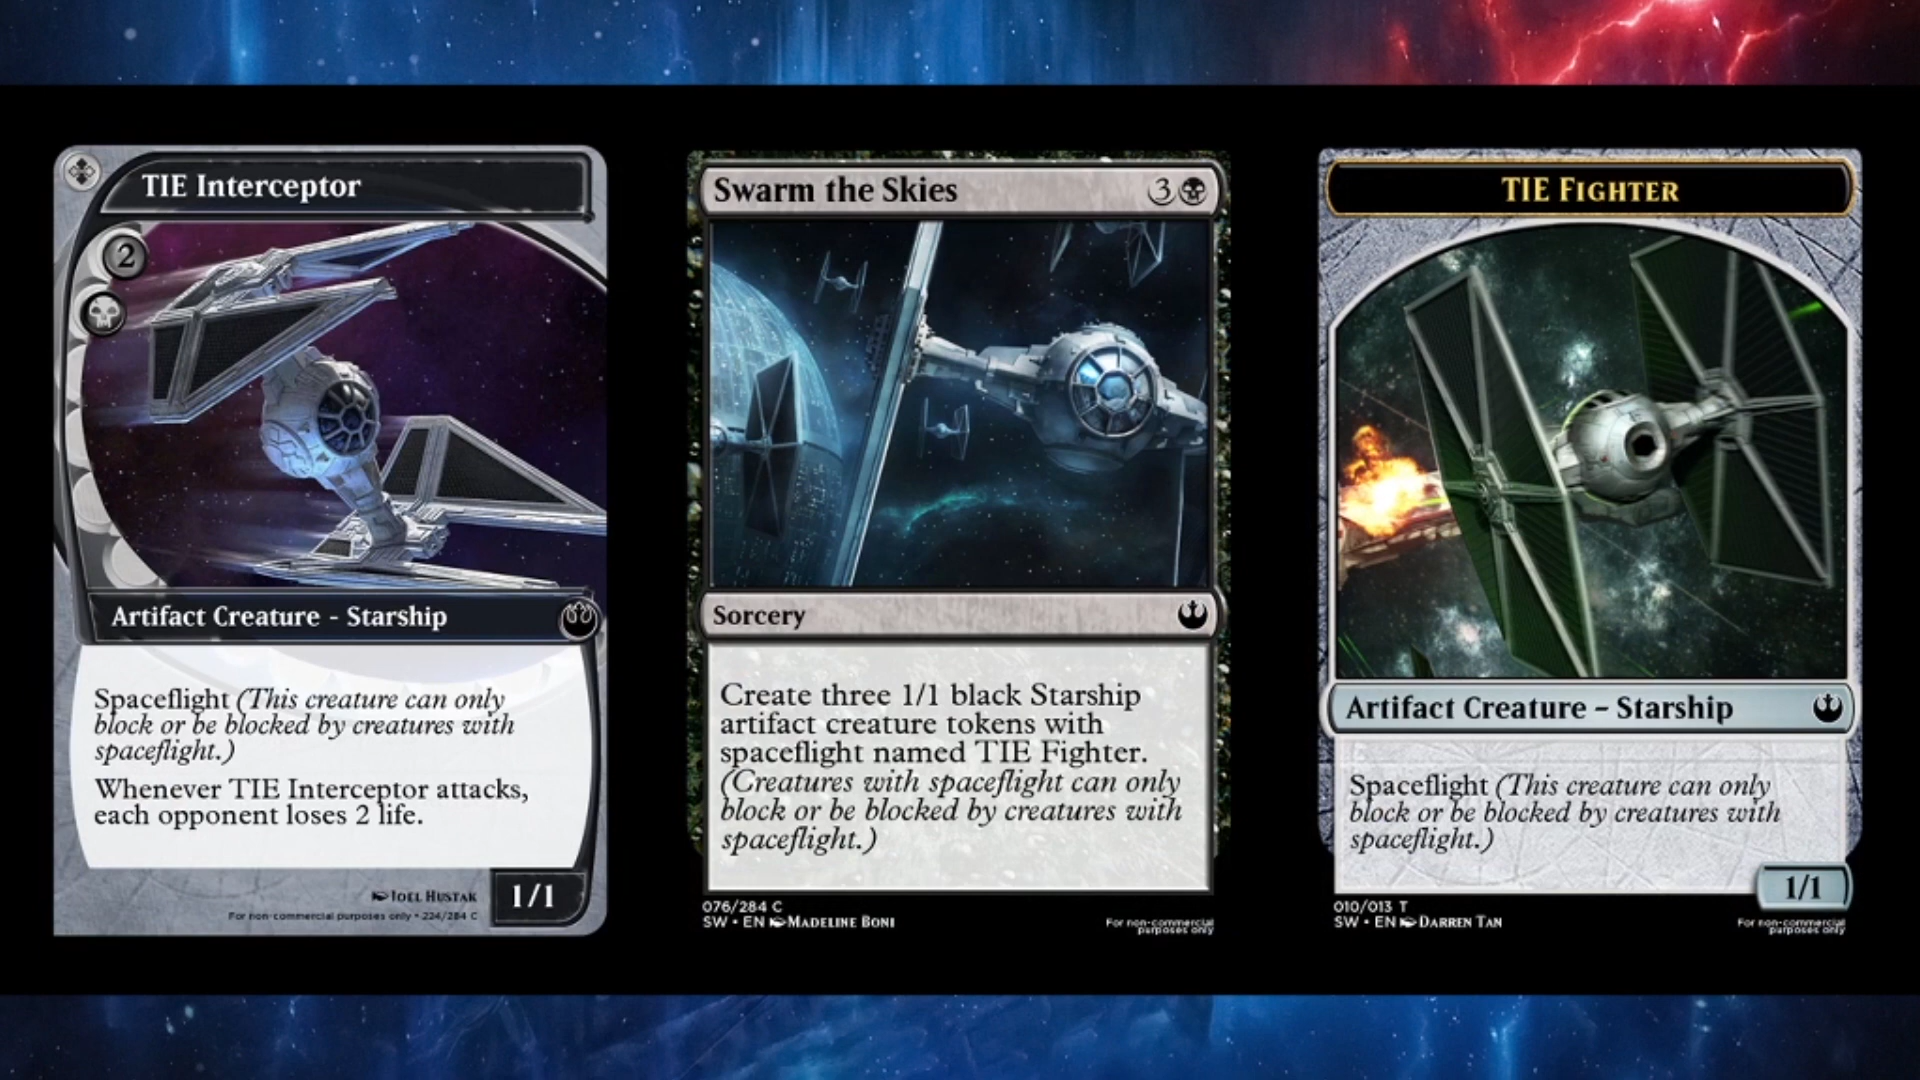 TIE Interceptor
2
Artifact Creature - Starship
Spaceflight (This creature can only
block or be blocked by creatures with
spaceflight.)
Whenever TIE Interceptor attacks,
each opponent loses 2 life.
Joel Hustak
For non-commercial purposes only • 224/284 C
1/1
Swarm the Skies
3
Sorcery
Create three 1/1 black Starship
artifact creature tokens with
spaceflight named TIE Fighter.
(Creatures with spaceflight can only
block or be blocked by creatures with
spaceflight.)
076/284 C
SW • EN Madeline Boni
For non-commercial
purposes only
TIE Fighter
Artifact Creature – Starship
Spaceflight (This creature can only
block or be blocked by creatures with
spaceflight.)
1/1
010/013 T
SW • EN Darren Tan
For non-commercial
purposes only